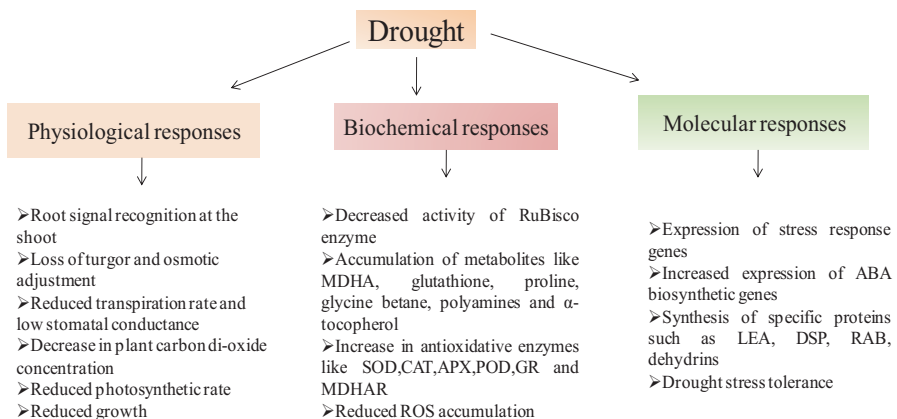 Drought
Physiological responses
➢Root signal recognition at the
shoot
➢Loss of turgor and osmotic
adjustment
➢Reduced transpiration rate and
low stomatal conductance
➢Decrease in plant carbon di-oxide
concentration
➢Reduced photosynthetic rate
➢Reduced growth
Biochemical responses
➢Decreased activity of RuBisco
enzyme
➢Accumulation of metabolites like
MDHA, glutathione, proline,
glycine betane, polyamines and α-
tocopherol
➢Increase in antioxidative enzymes
like SOD,CAT,APX,POD,GR and
MDHAR
➢Reduced ROS accumulation
Molecular responses
➢Expression of stress response
genes
➢Increased expression of ABA
biosynthetic genes
➢Synthesis of specific proteins
such as LEA, DSP, RAB,
dehydrins
➢Drought stress tolerance